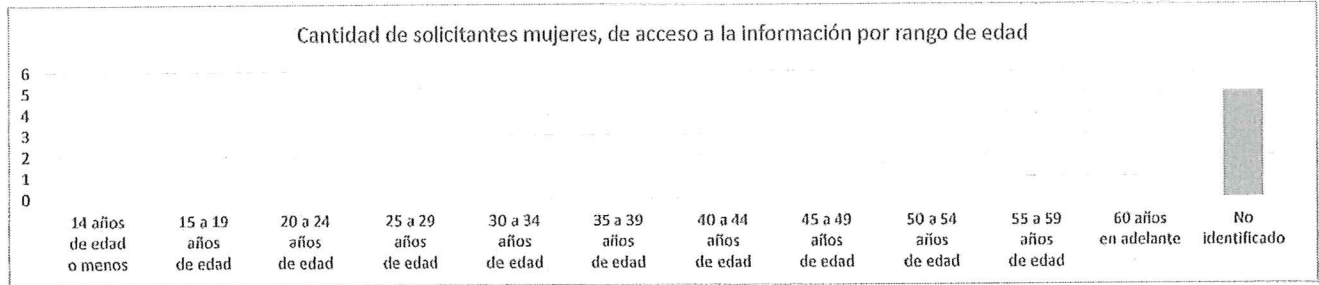 Cantidad de solicitantes mujeres, de acceso a la información por rango de edad
6
5
4
3
2
1
0
14 años
de edad
o menos
15 a 19
años
de edad
20 a 24
años
de edad
25 a 29
años
de edad
30 a 34
años
de edad
35 a 39
años
de edad
40 a 44
años
de edad
45 a 49
años
de edad
50 a 54
años
de edad
55 a 59
años
de edad
60 años
en adelante
No
identificado